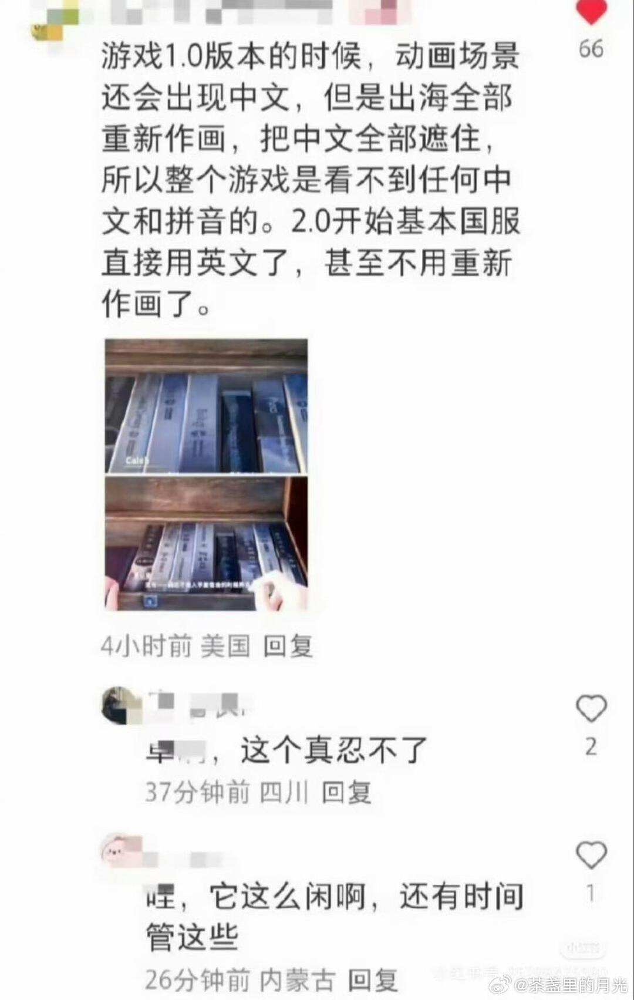 66
游戏1.0版本的时候，动画场景
还会出现中文，但是出海全部
重新作画，把中文全部遮住，
所以整个游戏是看不到任何中
文和拼音的。2.0开始基本国服
直接用英文了，甚至不用重新
作画了。
Caleb
4小时前 美国 回复
，这个真忍不了
2
37分钟前 四川 回复
哇，它这么闲啊，还有时间
管这些
1
26分钟前 内蒙古 回复
小红书
@茶盏里的月光